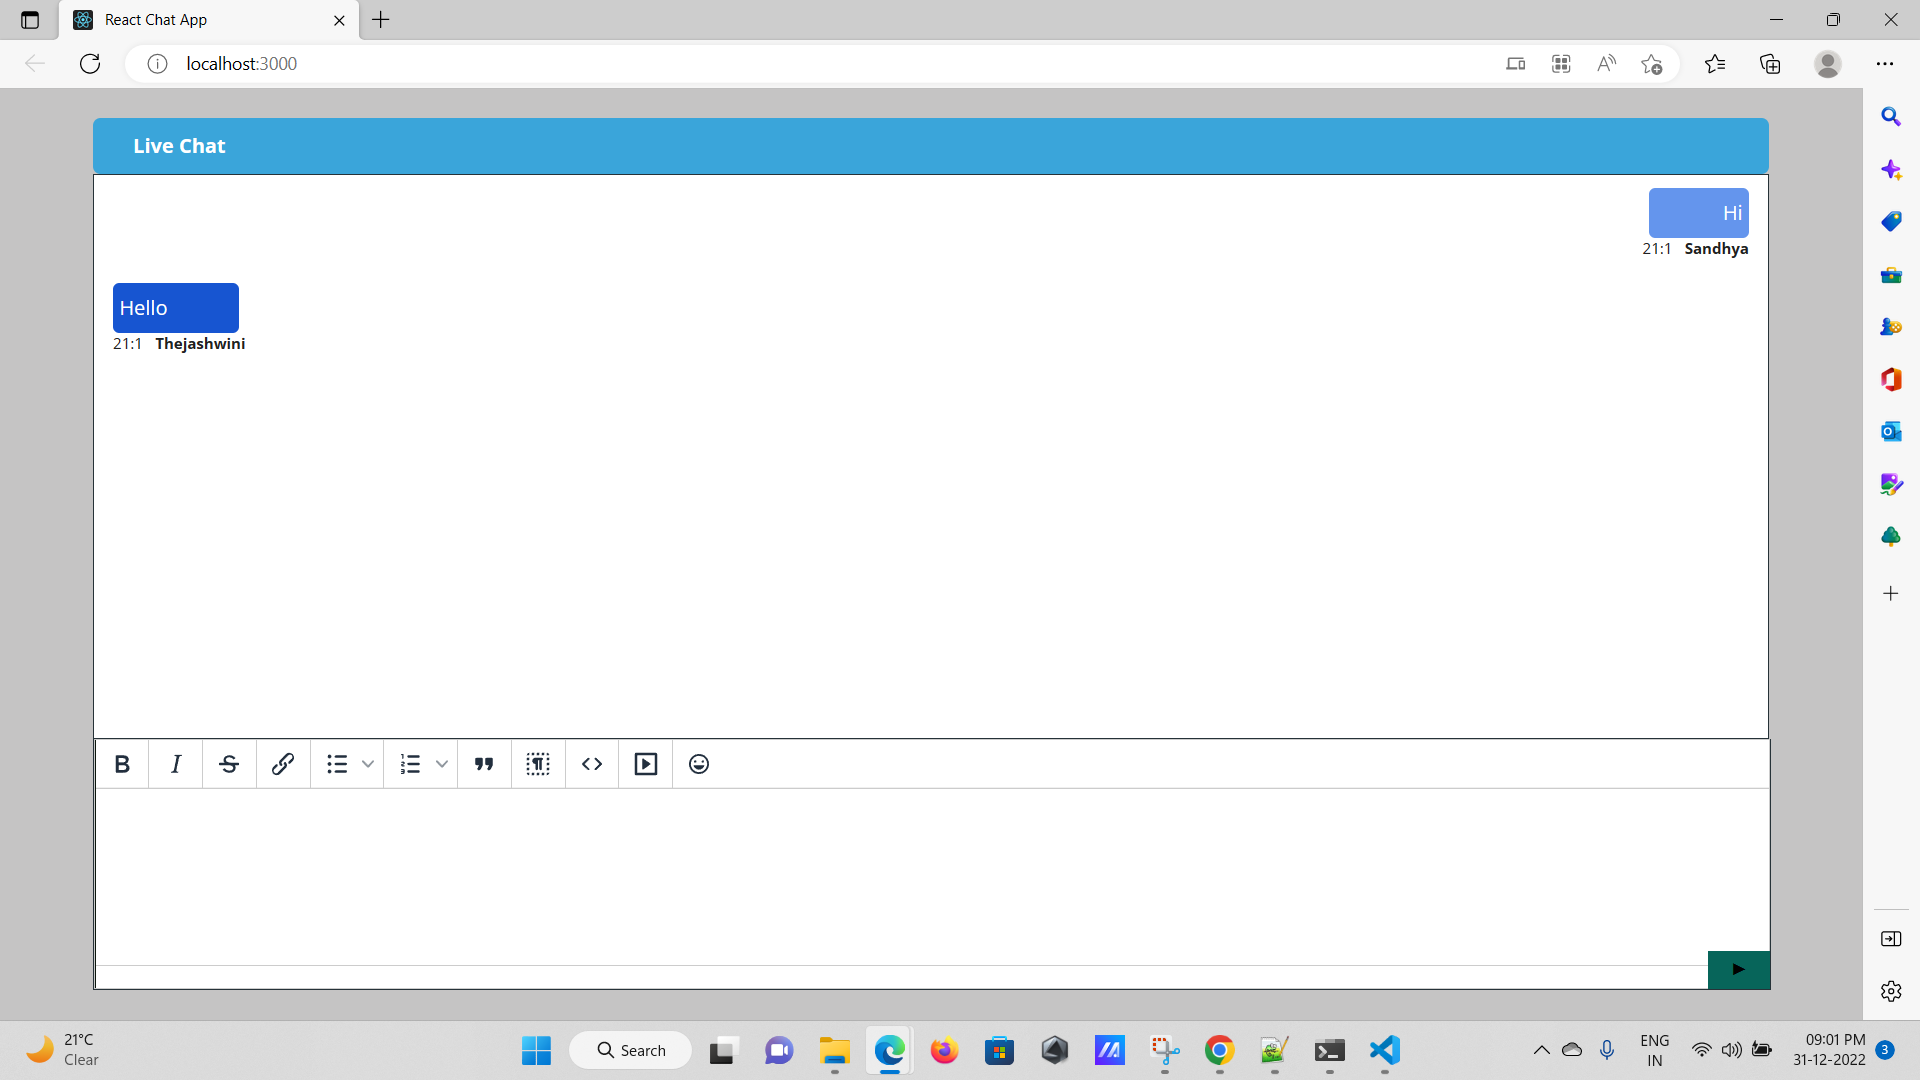 React Chat App
localhost:3000
Live Chat
Hi
21:1 Sandhya
Hello
21:1 Thejashwini
21°C
Clear
Search
ENG
IN
09:01 PM
31-12-2022
3